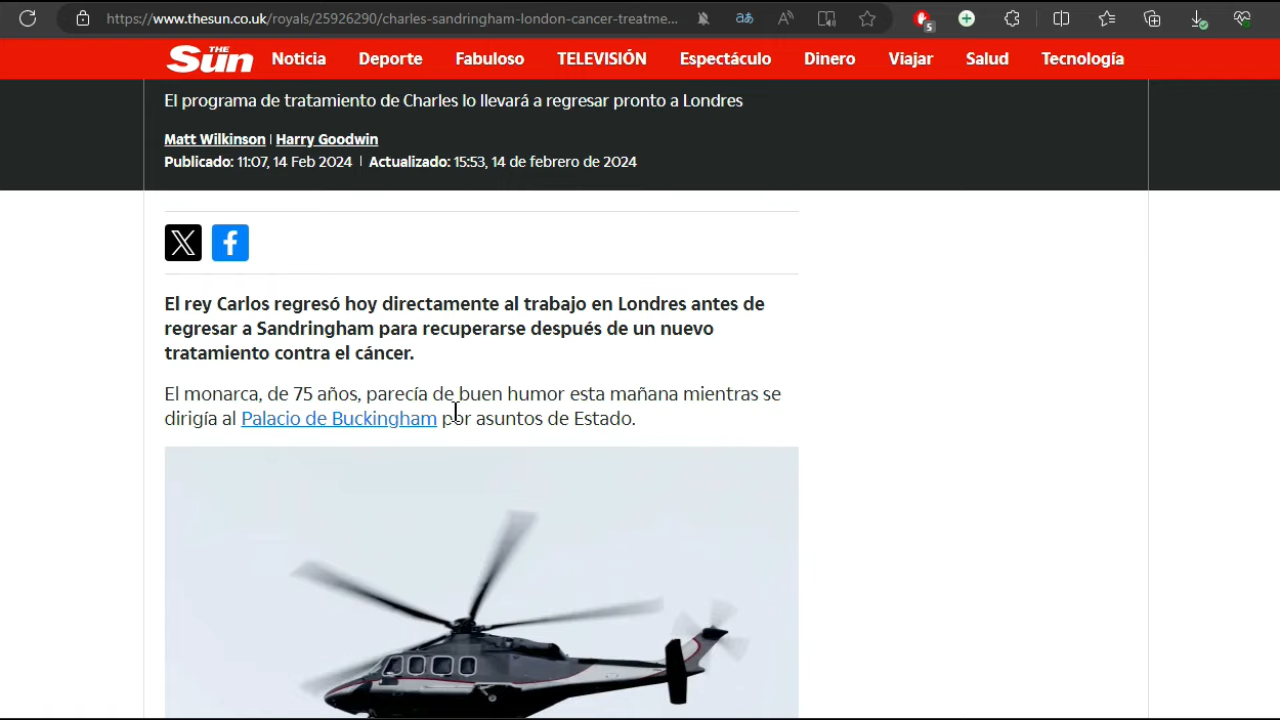 https://www.thesun.co.uk/royals/25926290/charles-sandringham-london-cancer-treatme...
aあ
A
5
THE Sun Noticia Deporte Fabuloso TELEVISIÓN Espectáculo Dinero Viajar Salud Tecnología
El programa de tratamiento de Charles lo llevará a regresar pronto a Londres
Matt Wilkinson | Harry Goodwin
Publicado: 11:07, 14 Feb 2024 | Actualizado: 15:53, 14 de febrero de 2024
El rey Carlos regresó hoy directamente al trabajo en Londres antes de
regresar a Sandringham para recuperarse después de un nuevo
tratamiento contra el cáncer.
El monarca, de 75 años, parecía de buen humor esta mañana mientras se
dirigía al Palacio de Buckingham por asuntos de Estado.